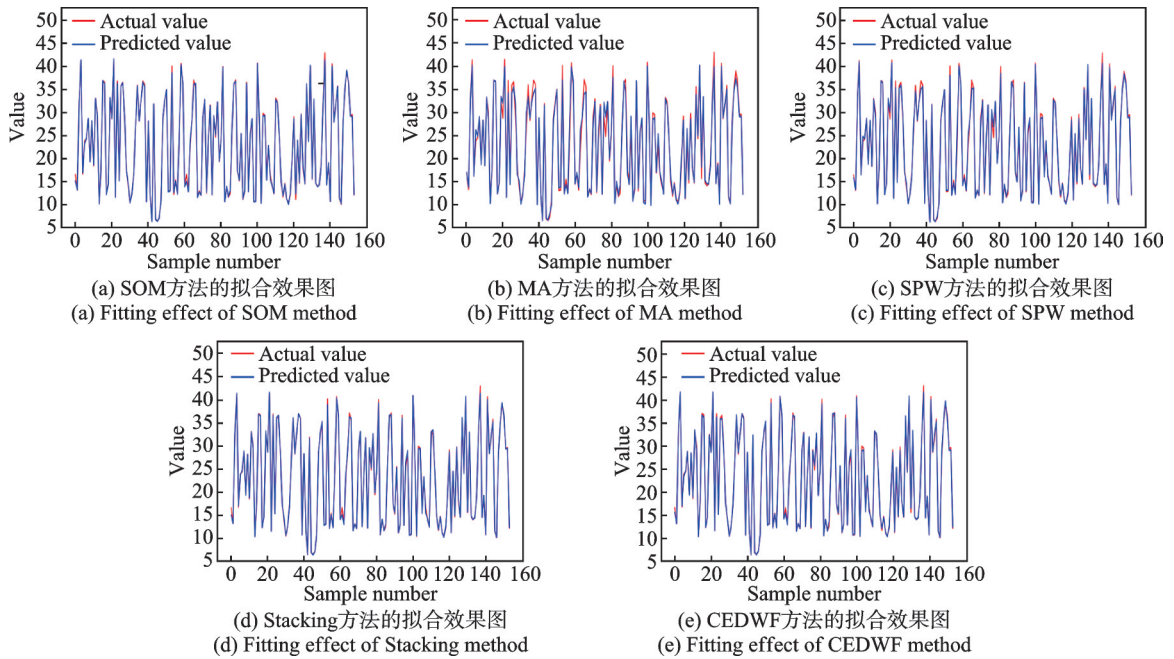 50
45
40
35
30
25
20
15
10
5
Value
Actual value
Predicted value
0 20 40 60 80 100 120 140 160
Sample number
(a) SOM方法的拟合效果图
(a) Fitting effect of SOM method
50
45
40
35
30
25
20
15
10
5
Value
Actual value
Predicted value
0 20 40 60 80 100 120 140 160
Sample number
(b) MA方法的拟合效果图
(b) Fitting effect of MA method
50
45
40
35
30
25
20
15
10
5
Value
Actual value
Predicted value
0 20 40 60 80 100 120 140 160
Sample number
(c) SPW方法的拟合效果图
(c) Fitting effect of SPW method
50
45
40
35
30
25
20
15
10
5
Value
Actual value
Predicted value
0 20 40 60 80 100 120 140 160
Sample number
(d) Stacking方法的拟合效果图
(d) Fitting effect of Stacking method
50
45
40
35
30
25
20
15
10
5
Value
Actual value
Predicted value
0 20 40 60 80 100 120 140 160
Sample number
(e) CEDWF方法的拟合效果图
(e) Fitting effect of CEDWF method